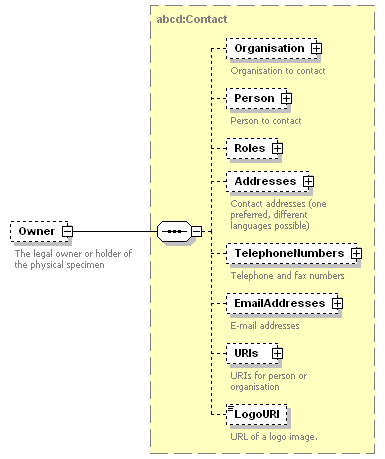 abcd:Contact
Organisation
Organisation to contact
Person
Person to contact
Roles
Addresses
Contact addresses (one
preferred, different
languages possible)
Owner
The legal owner or holder of
the physical specimen
TelephoneNumbers
Telephone and fax numbers
EmailAddresses
E-mail addresses
URIs
URIs for person or
organisation
LogoURI
URL of a logo image.